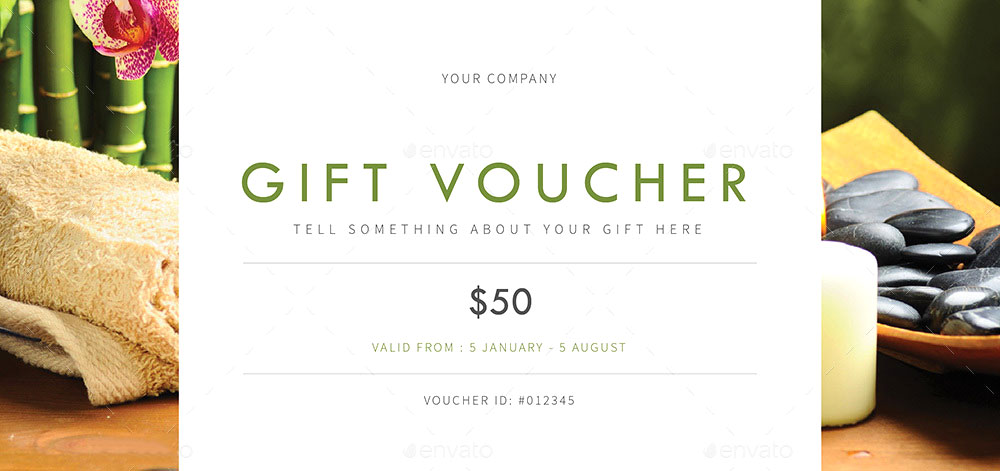 YOUR COMPANY
GIFT VOUCHER
TELL SOMETHING ABOUT YOUR GIFT HERE
$50
VALID FROM : 5 JANUARY - 5 AUGUST
VOUCHER ID: #012345
envato
envato
envato
envato
envato
envato